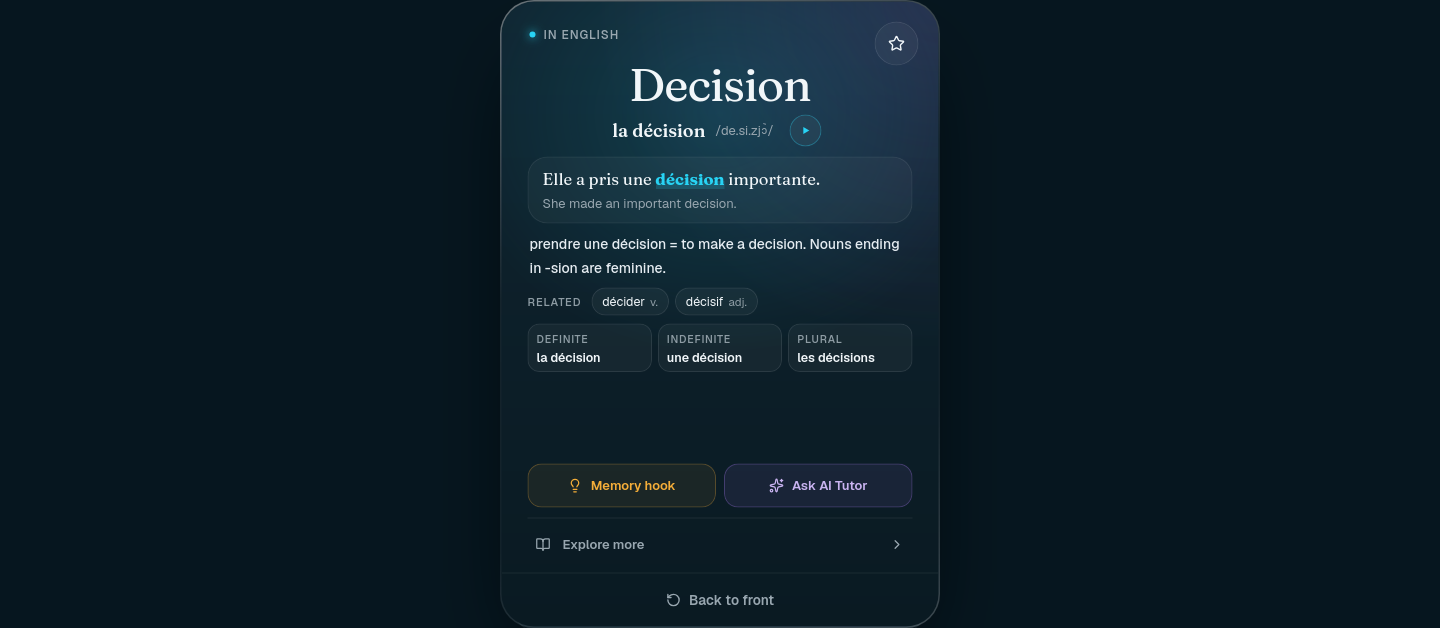 IN ENGLISH
Decision
la décision /de.si.zjɔ̃/
Elle a pris une décision importante.
She made an important decision.
prendre une décision = to make a decision. Nouns ending
in -sion are feminine.
RELATED décider v. décisif adj.
DEFINITE INDEFINITE PLURAL
la décision une décision les décisions
Memory hook Ask AI Tutor
Explore more
Back to front